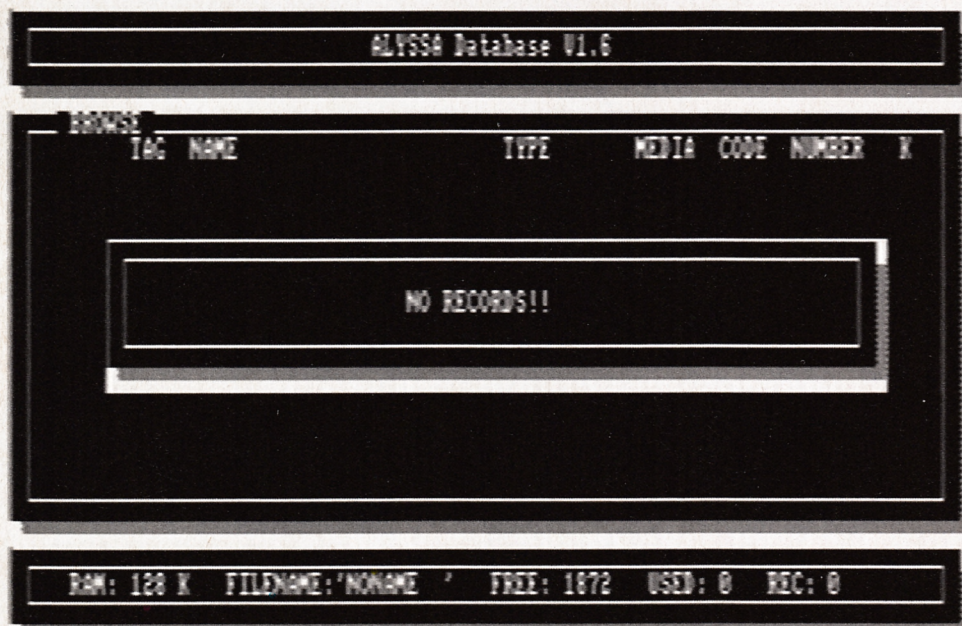 ALYSSA Database V1.6
BROWSE
TAG NAME TYPE MEDIA CODE NUMBER K
NO RECORDS!!
RAM: 128 K FILENAME:'NONAME ' FREE: 1872 USED: 0 REC: 0